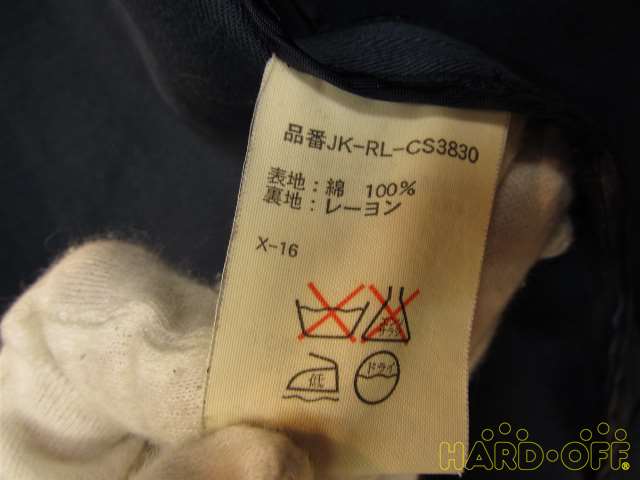 品番JK-RL-CS3830
表地:綿 100%
裏地:レーヨン
X-16
低
ドライ
HARD・OFF